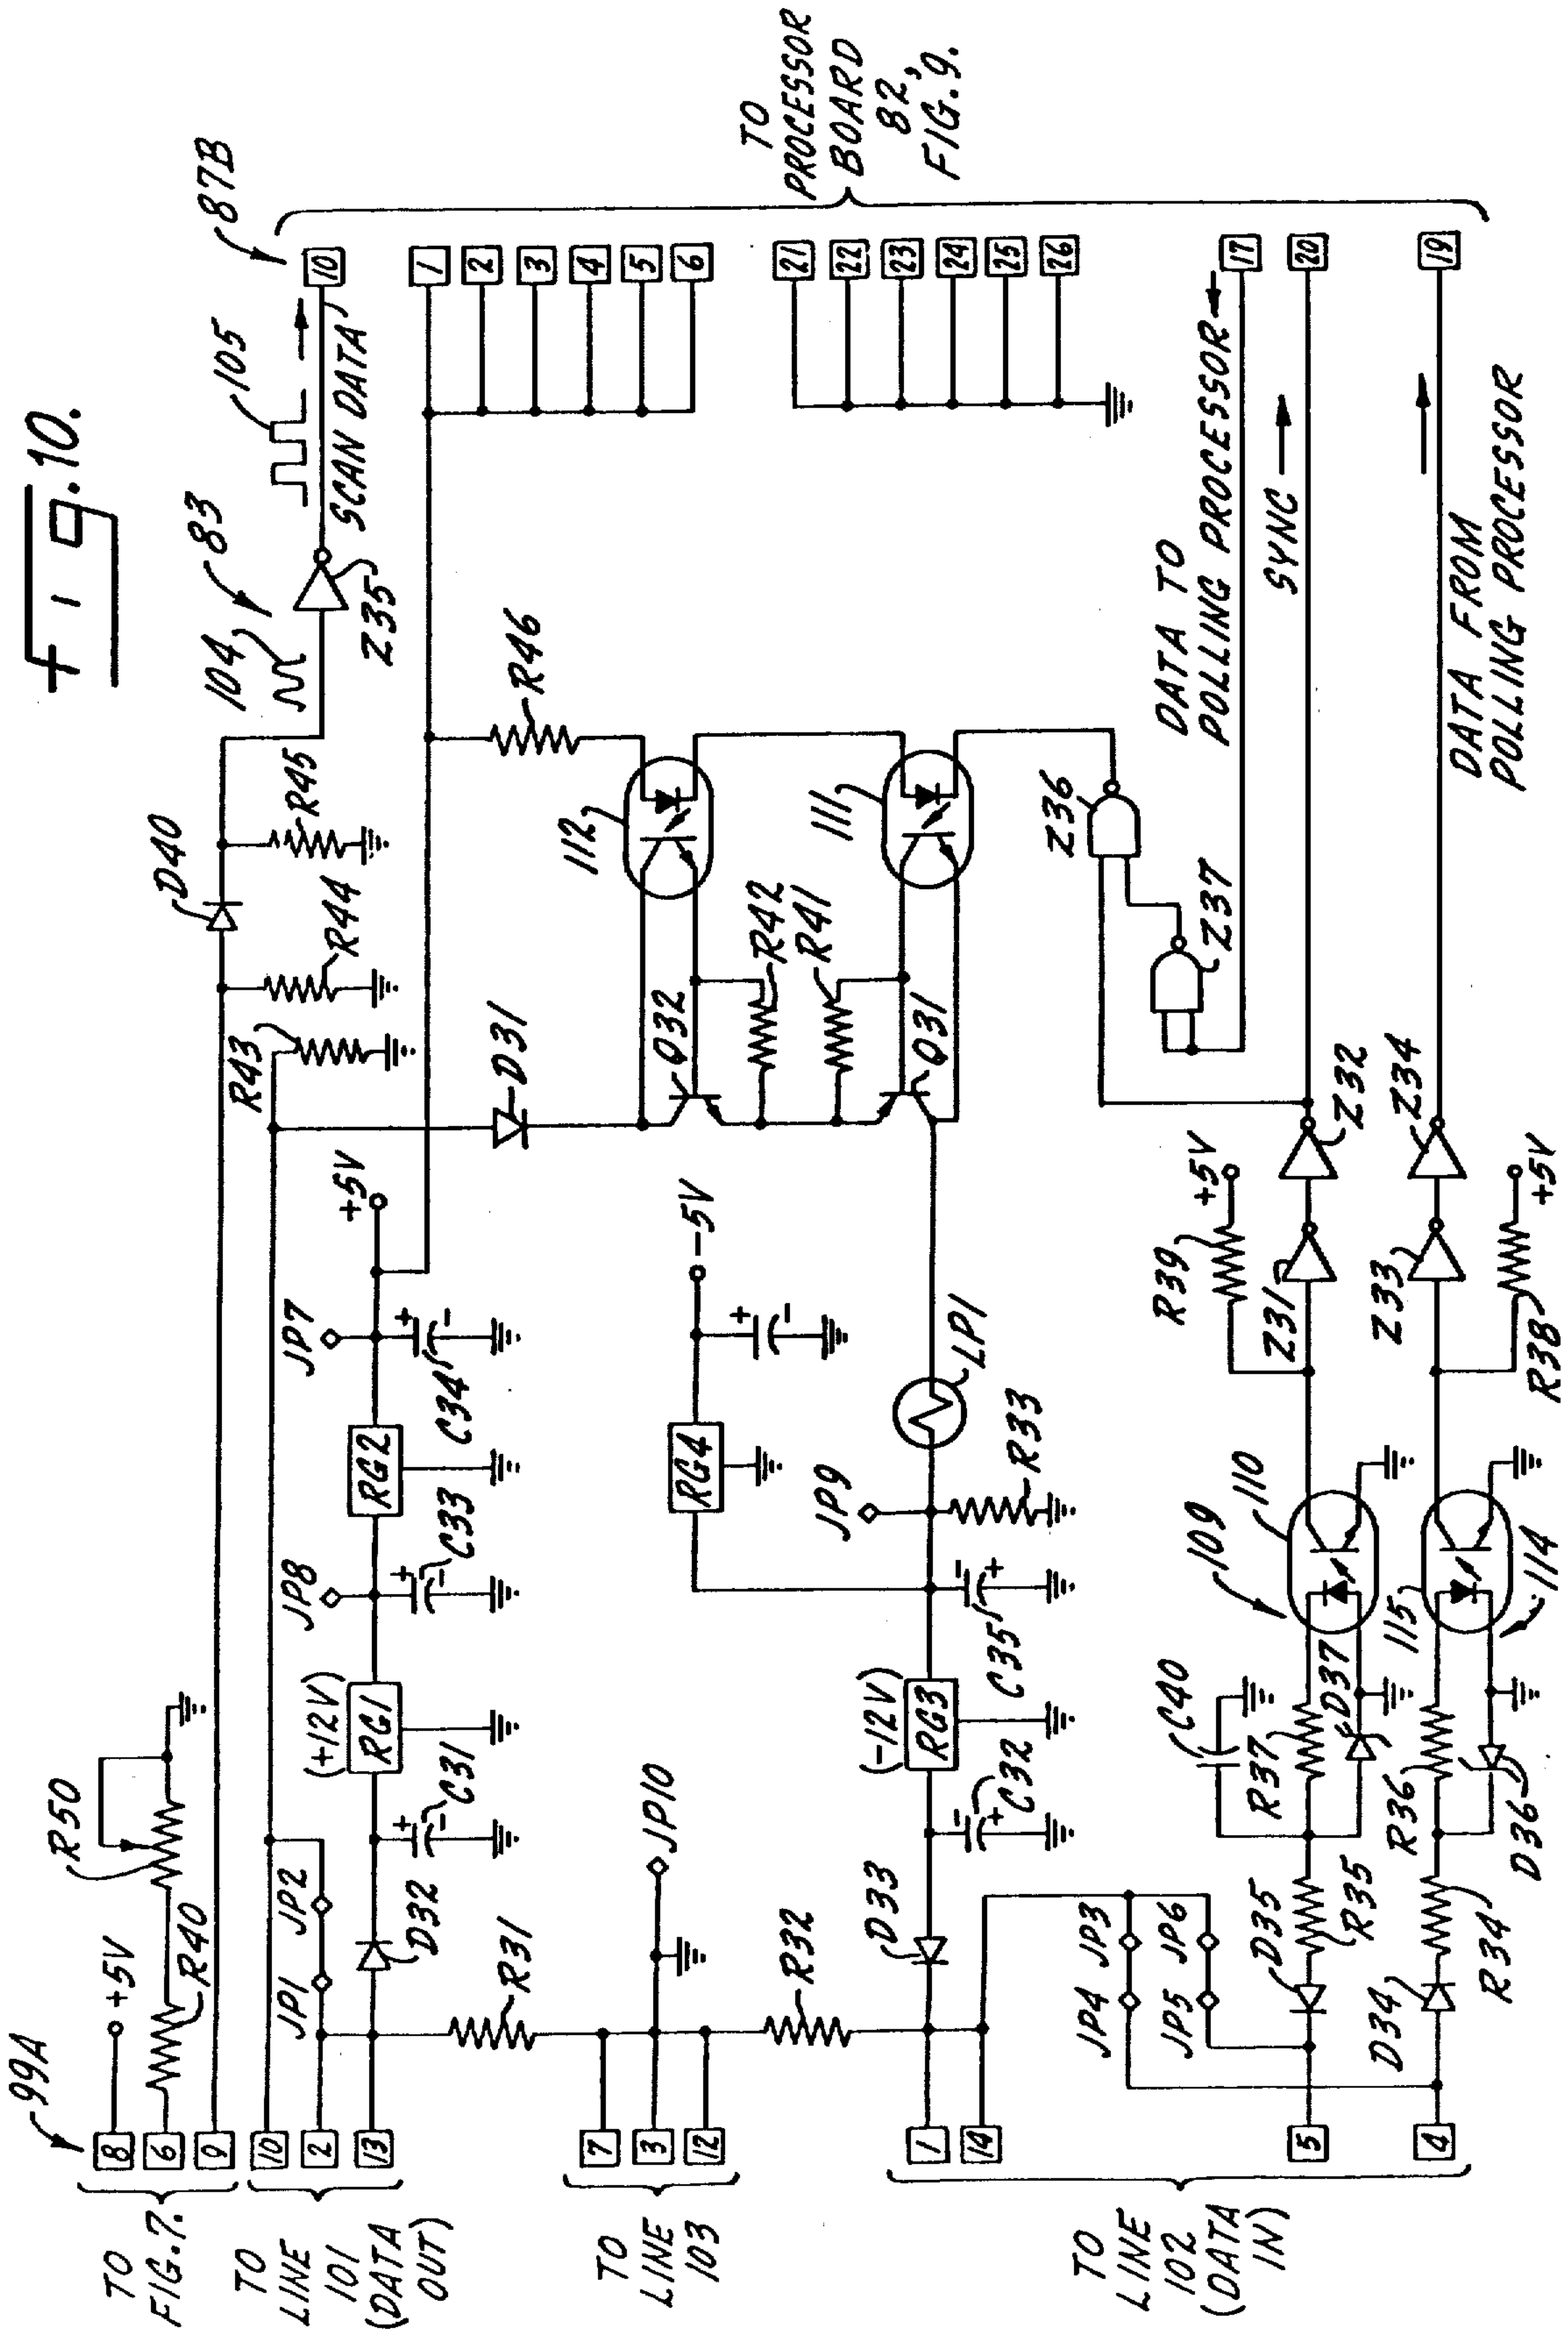 Fig. 10.
99A
8
+5V
R40
R50
6
TO
FIG. 7.
9
D40
R44
R45
104
83
Z35
105
SCAN DATA
10
87B
TO
LINE
101
(DATA
OUT)
10
2
13
JP1
JP2
R43
D32
C31
(+12V)
RG1
JP8
C33
RG2
JP7
C34
+5V
D31
R46
1
2
3
4
5
6
R31
7
3
12
TO
LINE
103
JP10
R32
RG4
-5V
Q32
R42
112
R41
Q31
111
21
22
23
24
25
26
TO
PROCESSOR
BOARD
82,
FIG. 9.
1
14
D33
C32
(-12V)
RG3
C35
JP9
R33
LP1
TO
LINE
102
(DATA
IN)
JP4
JP3
JP5
JP6
Z36
Z37
DATA TO
POLLING PROCESSOR
17
5
D35
R35
C40
R37
D37
109
110
R39
+5V
Z31
Z32
SYNC
20
4
D34
R34
R36
D36
115
114
Z33
Z34
R38
+5V
DATA FROM
POLLING PROCESSOR
19